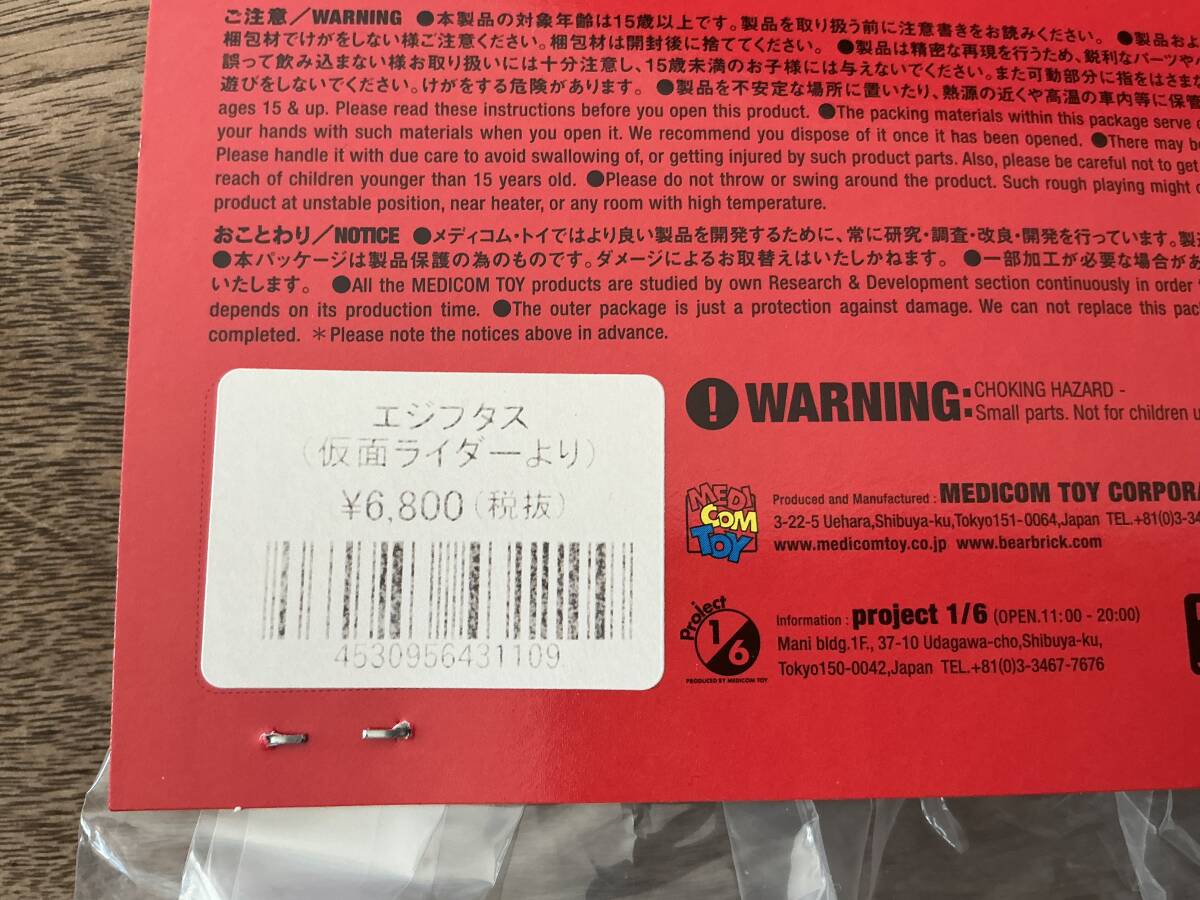 ご注意／WARNING ●本製品の対象年齢は15歳以上です。製品を取り扱う前に注意書きをお読みください。 ●製品およ
梱包材でけがをしない様ご注意ください。梱包材は開封後に捨ててください。 ●製品は精密な再現を行うため、鋭利なパーツや
誤って飲み込まない様お取り扱いには十分注意し、15歳未満のお子様には与えないでください。また可動部分に指をはさま
遊びをしないでください。けがをする危険があります。 ●製品を不安定な場所に置いたり、熱源の近くや高温の車内等に保管
ages 15 & up. Please read these instructions before you open this product. ●The packing materials within this package serve
your hands with such materials when you open it. We recommend you dispose of it once it has been opened. ●There may be
Please handle it with due care to avoid swallowing of, or getting injured by such product parts. Also, please be careful not to get
reach of children younger than 15 years old. ●Please do not throw or swing around the product. Such rough playing might
product at unstable position, near heater, or any room with high temperature.
おことわり／NOTICE ●メディコム・トイではより良い製品を開発するために、常に研究・調査・改良・開発を行っています。製
●本パッケージは製品保護の為のものです。ダメージによるお取替えはいたしかねます。 ●一部加工が必要な場合があ
いたします。 ●All the MEDICOM TOY products are studied by own Research & Development section continuously in order
depends on its production time. ●The outer package is just a protection against damage. We can not replace this pac
completed. ＊Please note the notices above in advance.
エジプタス
(仮面ライダーより)
¥6,800(税抜)
4530956431109
! WARNING: CHOKING HAZARD -
Small parts. Not for children u
MEDI
COM
TOY
Produced and Manufactured : MEDICOM TOY CORPORA
3-22-5 Uehara,Shibuya-ku,Tokyo151-0064,Japan TEL.+81(0)3-34
www.medicomtoy.co.jp www.bearbrick.com
Project
1/6
PRODUCED BY MEDICOM TOY
Information : project 1/6 (OPEN.11:00 - 20:00)
Mani bldg.1F., 37-10 Udagawa-cho,Shibuya-ku,
Tokyo150-0042,Japan TEL.+81(0)3-3467-7676